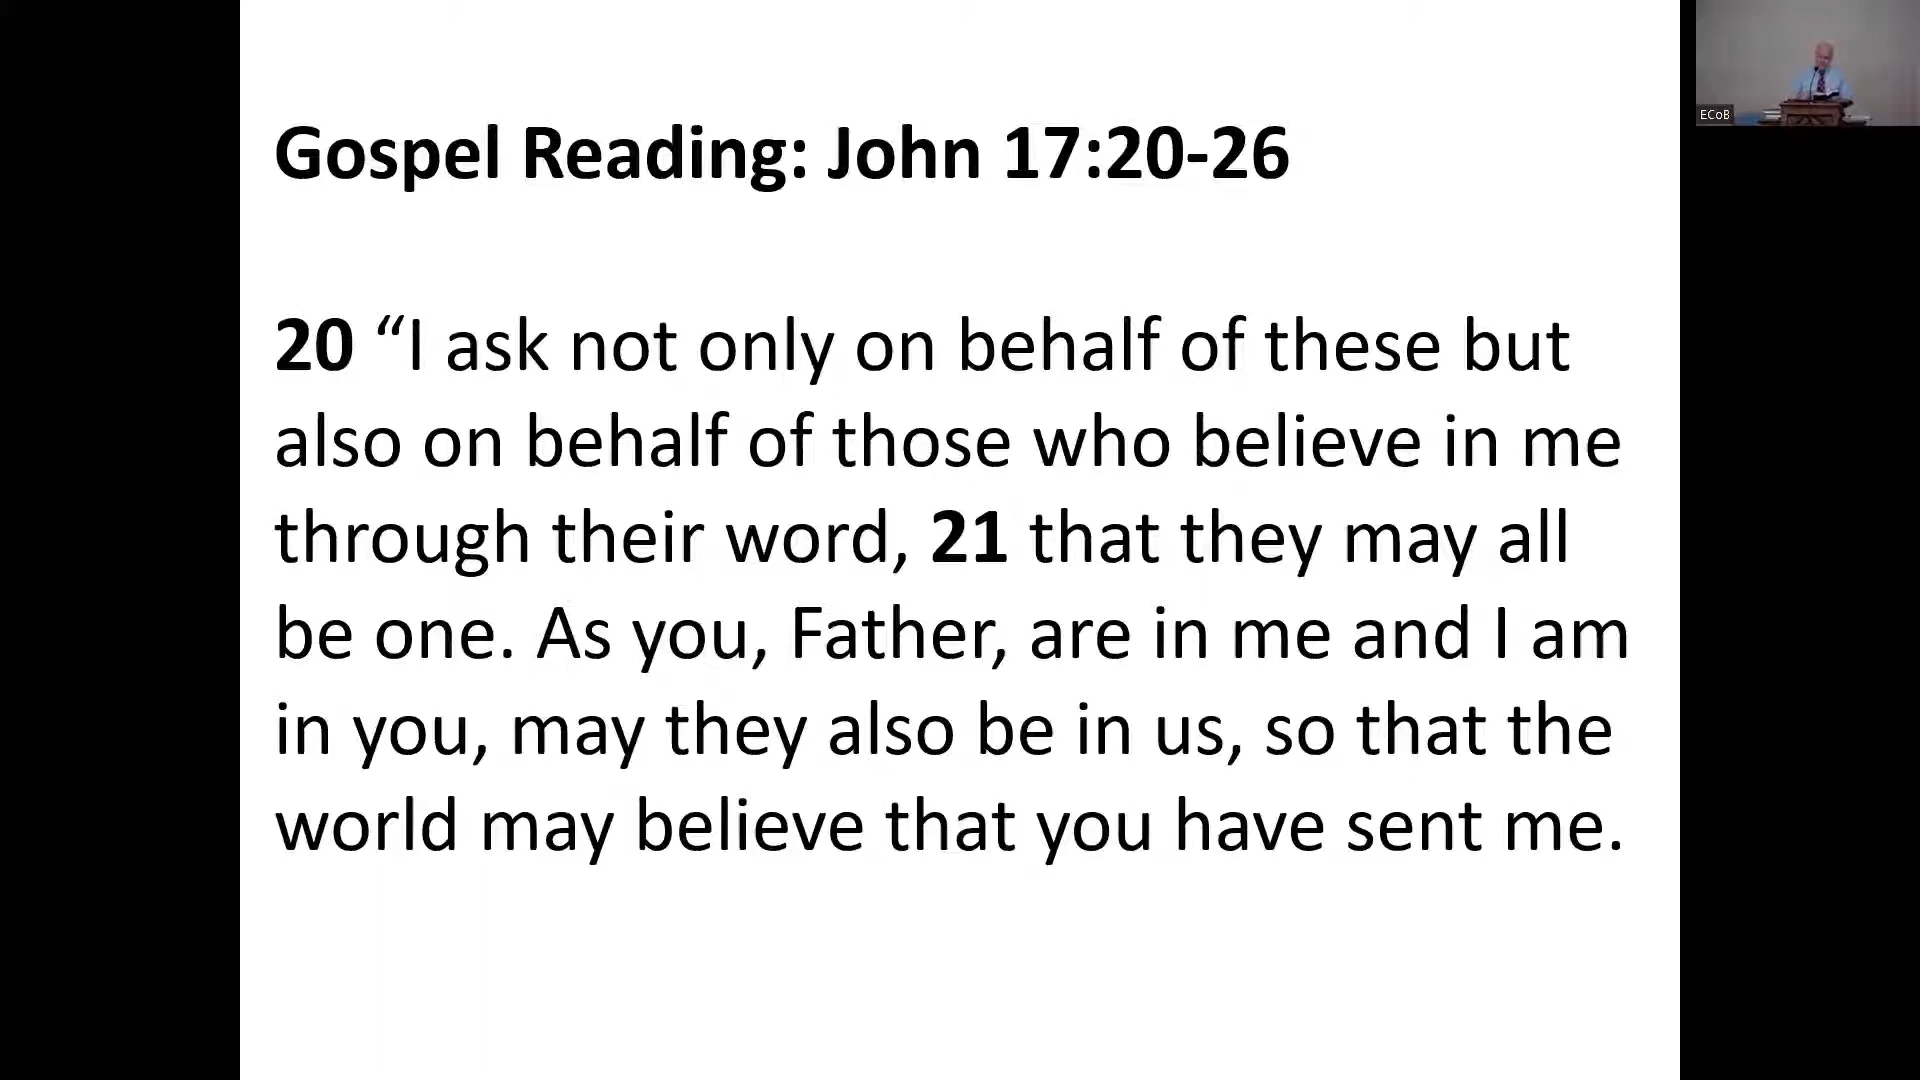 Gospel Reading: John 17:20-26
20 “I ask not only on behalf of these but
also on behalf of those who believe in me
through their word, 21 that they may all
be one. As you, Father, are in me and I am
in you, may they also be in us, so that the
world may believe that you have sent me.
ECoB